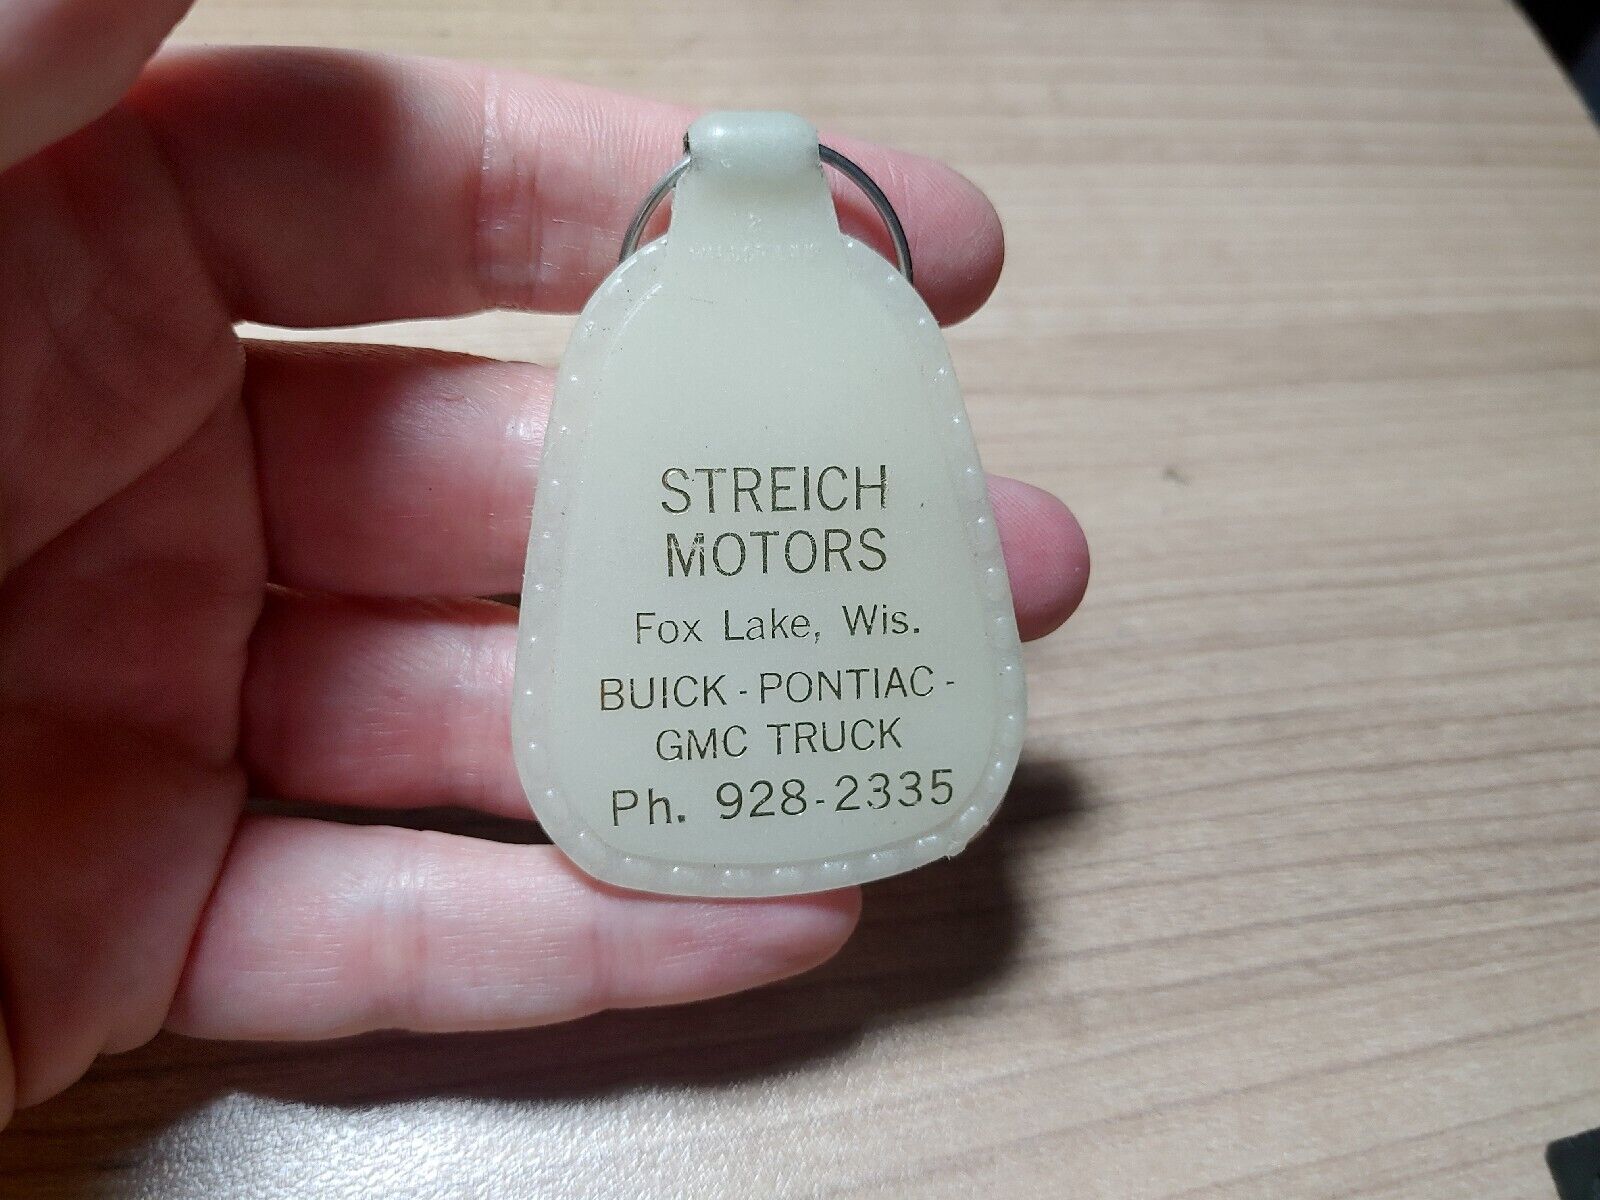 STREICH
MOTORS
Fox Lake, Wis.
BUICK - PONTIAC -
GMC TRUCK
Ph. 928-2335